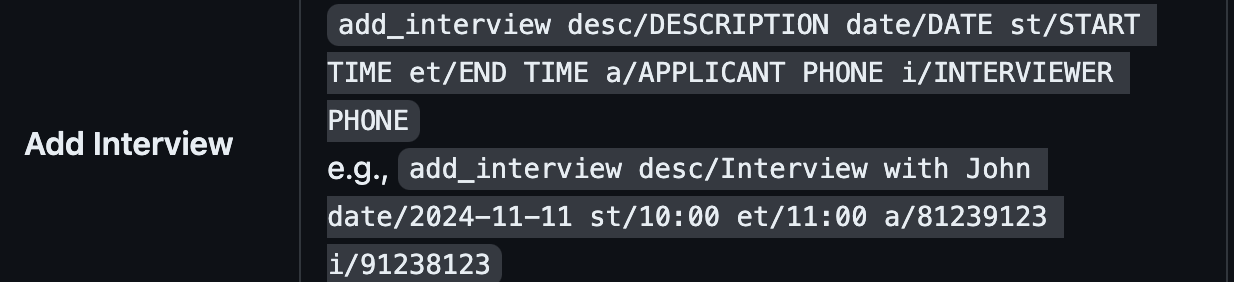 Add Interview
add_interview desc/DESCRIPTION date/DATE st/START
TIME et/END TIME a/APPLICANT PHONE i/INTERVIEWER
PHONE
e.g., add_interview desc/Interview with John
date/2024-11-11 st/10:00 et/11:00 a/81239123
i/91238123